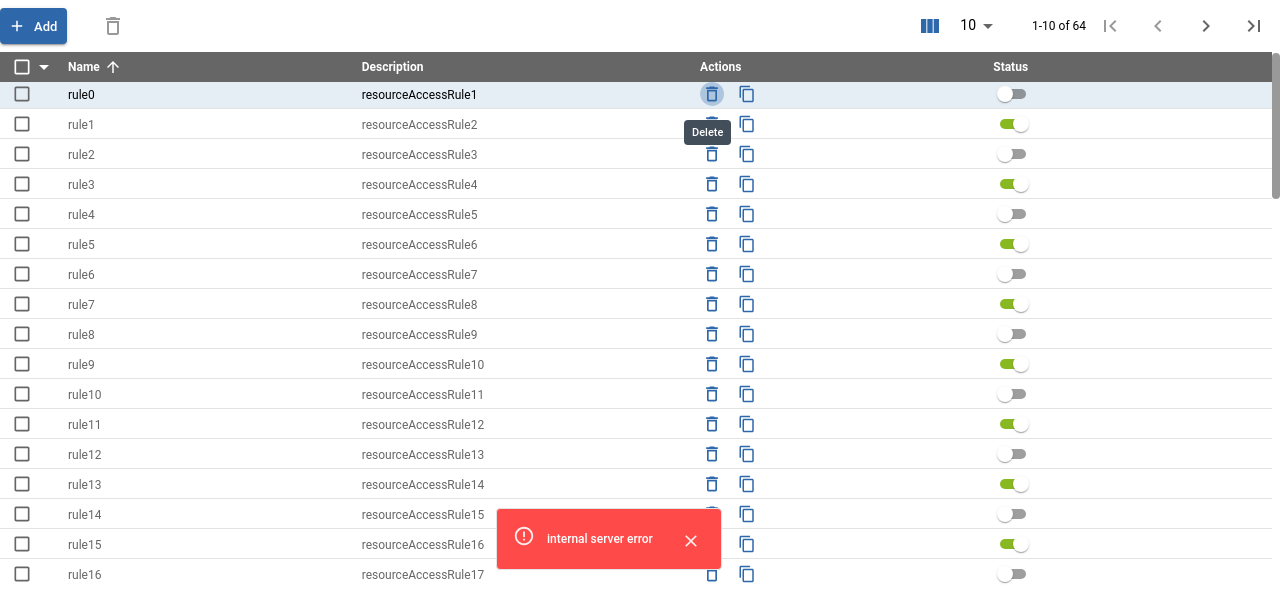 Add
10
1-10 of 64
Name Description Actions Status
rule0 resourceAccessRule1
rule1 resourceAccessRule2
Delete
rule2 resourceAccessRule3
rule3 resourceAccessRule4
rule4 resourceAccessRule5
rule5 resourceAccessRule6
rule6 resourceAccessRule7
rule7 resourceAccessRule8
rule8 resourceAccessRule9
rule9 resourceAccessRule10
rule10 resourceAccessRule11
rule11 resourceAccessRule12
rule12 resourceAccessRule13
rule13 resourceAccessRule14
rule14 resourceAccessRule15
internal server error
rule15 resourceAccessRule16
rule16 resourceAccessRule17